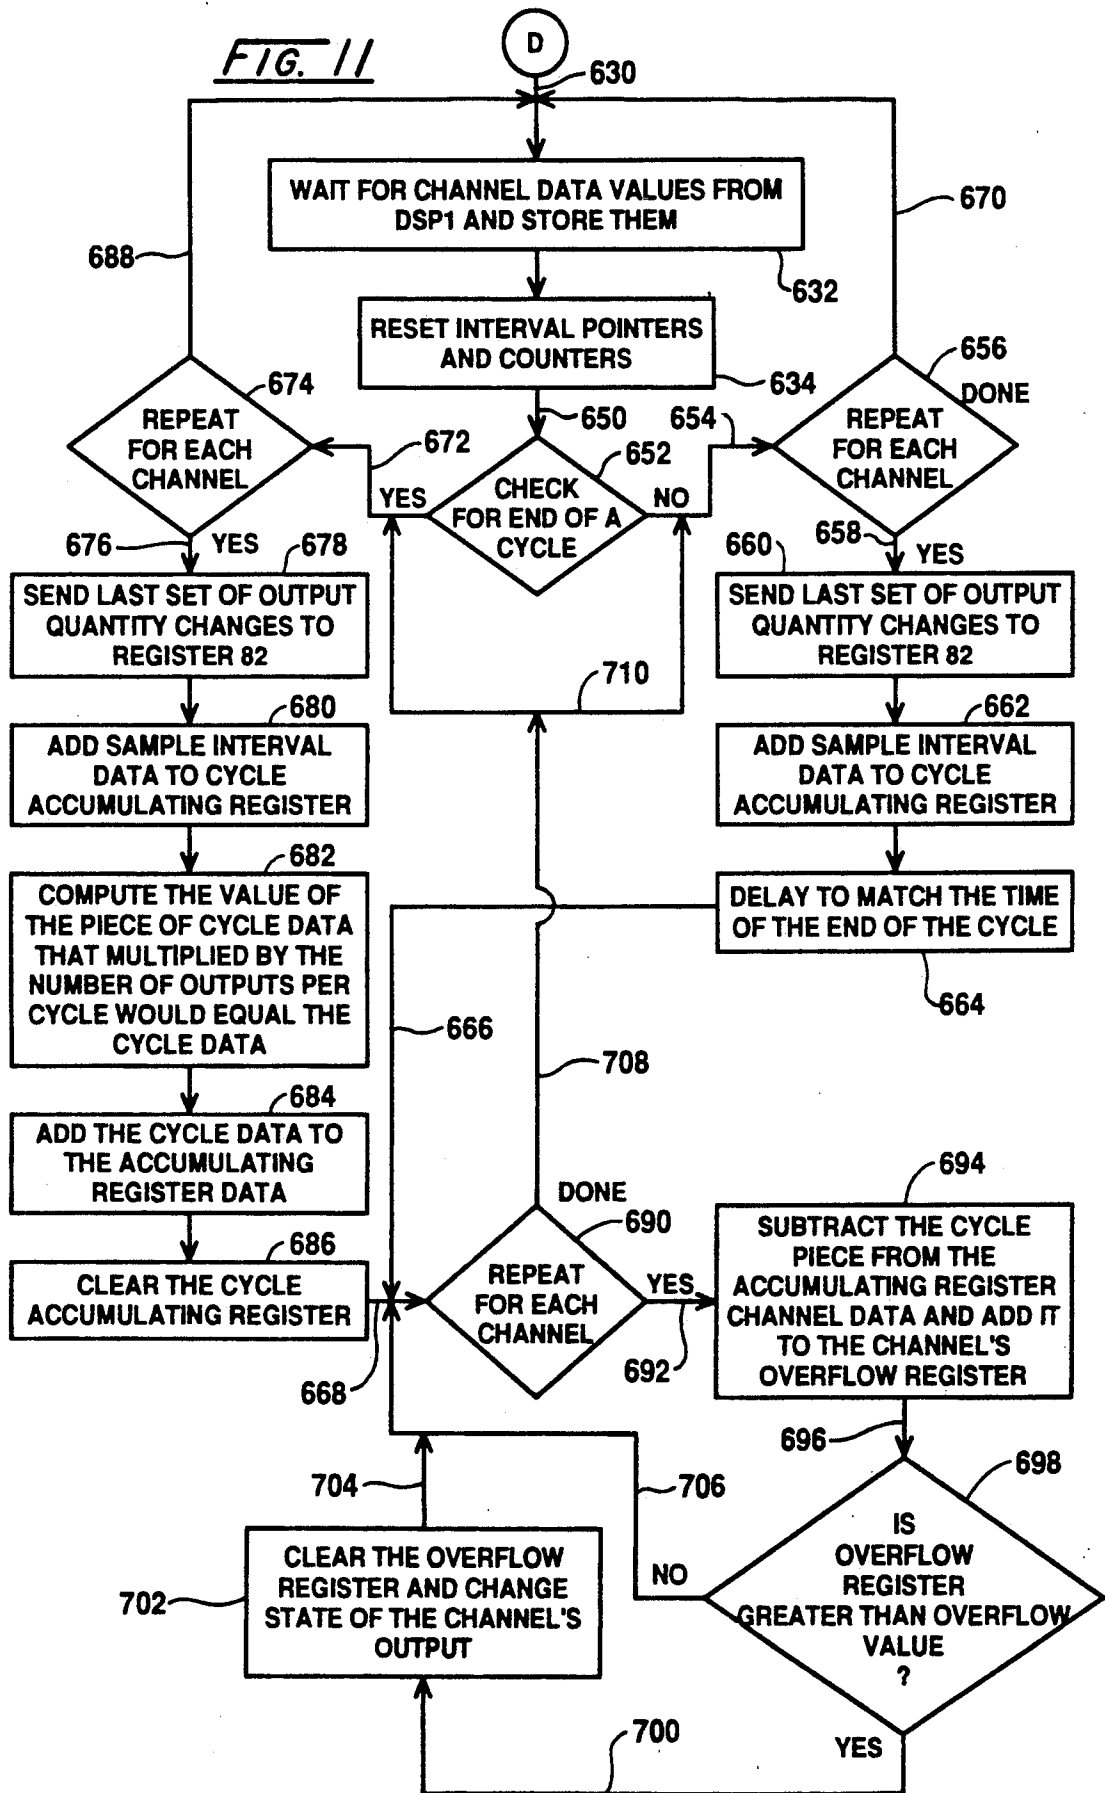 FIG. 11
D
630
WAIT FOR CHANNEL DATA VALUES FROM
DSP1 AND STORE THEM
632
688
670
RESET INTERVAL POINTERS
AND COUNTERS
634
674
REPEAT
FOR EACH
CHANNEL
650
654
656
DONE
REPEAT
FOR EACH
CHANNEL
672
652
YES
CHECK
FOR END OF A
CYCLE
NO
676
YES
678
SEND LAST SET OF OUTPUT
QUANTITY CHANGES TO
REGISTER 82
660
658
YES
SEND LAST SET OF OUTPUT
QUANTITY CHANGES TO
REGISTER 82
710
680
ADD SAMPLE INTERVAL
DATA TO CYCLE
ACCUMULATING REGISTER
662
ADD SAMPLE INTERVAL
DATA TO CYCLE
ACCUMULATING REGISTER
682
COMPUTE THE VALUE OF
THE PIECE OF CYCLE DATA
THAT MULTIPLIED BY THE
NUMBER OF OUTPUTS PER
CYCLE WOULD EQUAL THE
CYCLE DATA
DELAY TO MATCH THE TIME
OF THE END OF THE CYCLE
664
666
708
684
ADD THE CYCLE DATA TO
THE ACCUMULATING
REGISTER DATA
686
CLEAR THE CYCLE
ACCUMULATING REGISTER
668
DONE
690
REPEAT
FOR EACH
CHANNEL
YES
692
694
SUBTRACT THE CYCLE
PIECE FROM THE
ACCUMULATING REGISTER
CHANNEL DATA AND ADD IT
TO THE CHANNEL'S
OVERFLOW REGISTER
696
698
704
706
IS
OVERFLOW
REGISTER
GREATER THAN OVERFLOW
VALUE
?
NO
702
CLEAR THE OVERFLOW
REGISTER AND CHANGE
STATE OF THE CHANNEL'S
OUTPUT
700
YES